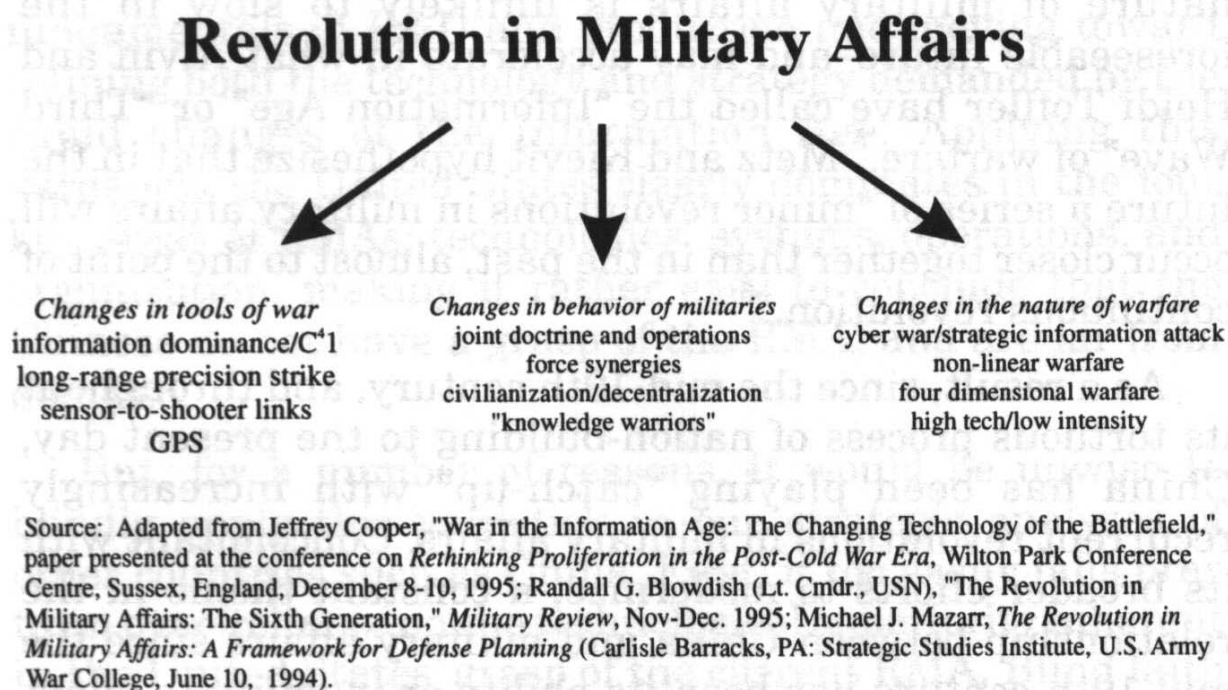 Revolution in Military Affairs
Changes in tools of war
information dominance/C⁴1
long-range precision strike
sensor-to-shooter links
GPS
Changes in behavior of militaries
joint doctrine and operations
force synergies
civilianization/decentralization
"knowledge warriors"
Changes in the nature of warfare
cyber war/strategic information attack
non-linear warfare
four dimensional warfare
high tech/low intensity
Source: Adapted from Jeffrey Cooper, "War in the Information Age: The Changing Technology of the Battlefield,"
paper presented at the conference on Rethinking Proliferation in the Post-Cold War Era, Wilton Park Conference
Centre, Sussex, England, December 8-10, 1995; Randall G. Blowdish (Lt. Cmdr., USN), "The Revolution in
Military Affairs: The Sixth Generation," Military Review, Nov-Dec. 1995; Michael J. Mazarr, The Revolution in
Military Affairs: A Framework for Defense Planning (Carlisle Barracks, PA: Strategic Studies Institute, U.S. Army
War College, June 10, 1994).